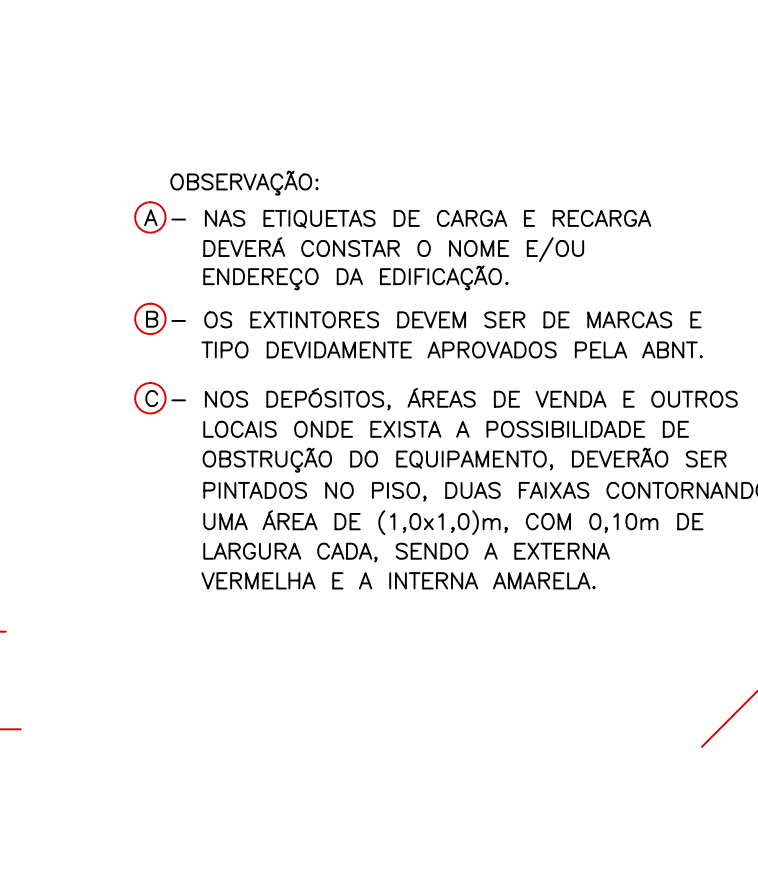 OBSERVAÇÃO:
A – NAS ETIQUETAS DE CARGA E RECARGA
DEVERÁ CONSTAR O NOME E/OU
ENDEREÇO DA EDIFICAÇÃO.
B – OS EXTINTORES DEVEM SER DE MARCAS E
TIPO DEVIDAMENTE APROVADOS PELA ABNT.
C – NOS DEPÓSITOS, ÁREAS DE VENDA E OUTROS
LOCAIS ONDE EXISTA A POSSIBILIDADE DE
OBSTRUÇÃO DO EQUIPAMENTO, DEVERÃO SER
PINTADOS NO PISO, DUAS FAIXAS CONTORNANDO
UMA ÁREA DE (1,0x1,0)m, COM 0,10m DE
LARGURA CADA, SENDO A EXTERNA
VERMELHA E A INTERNA AMARELA.